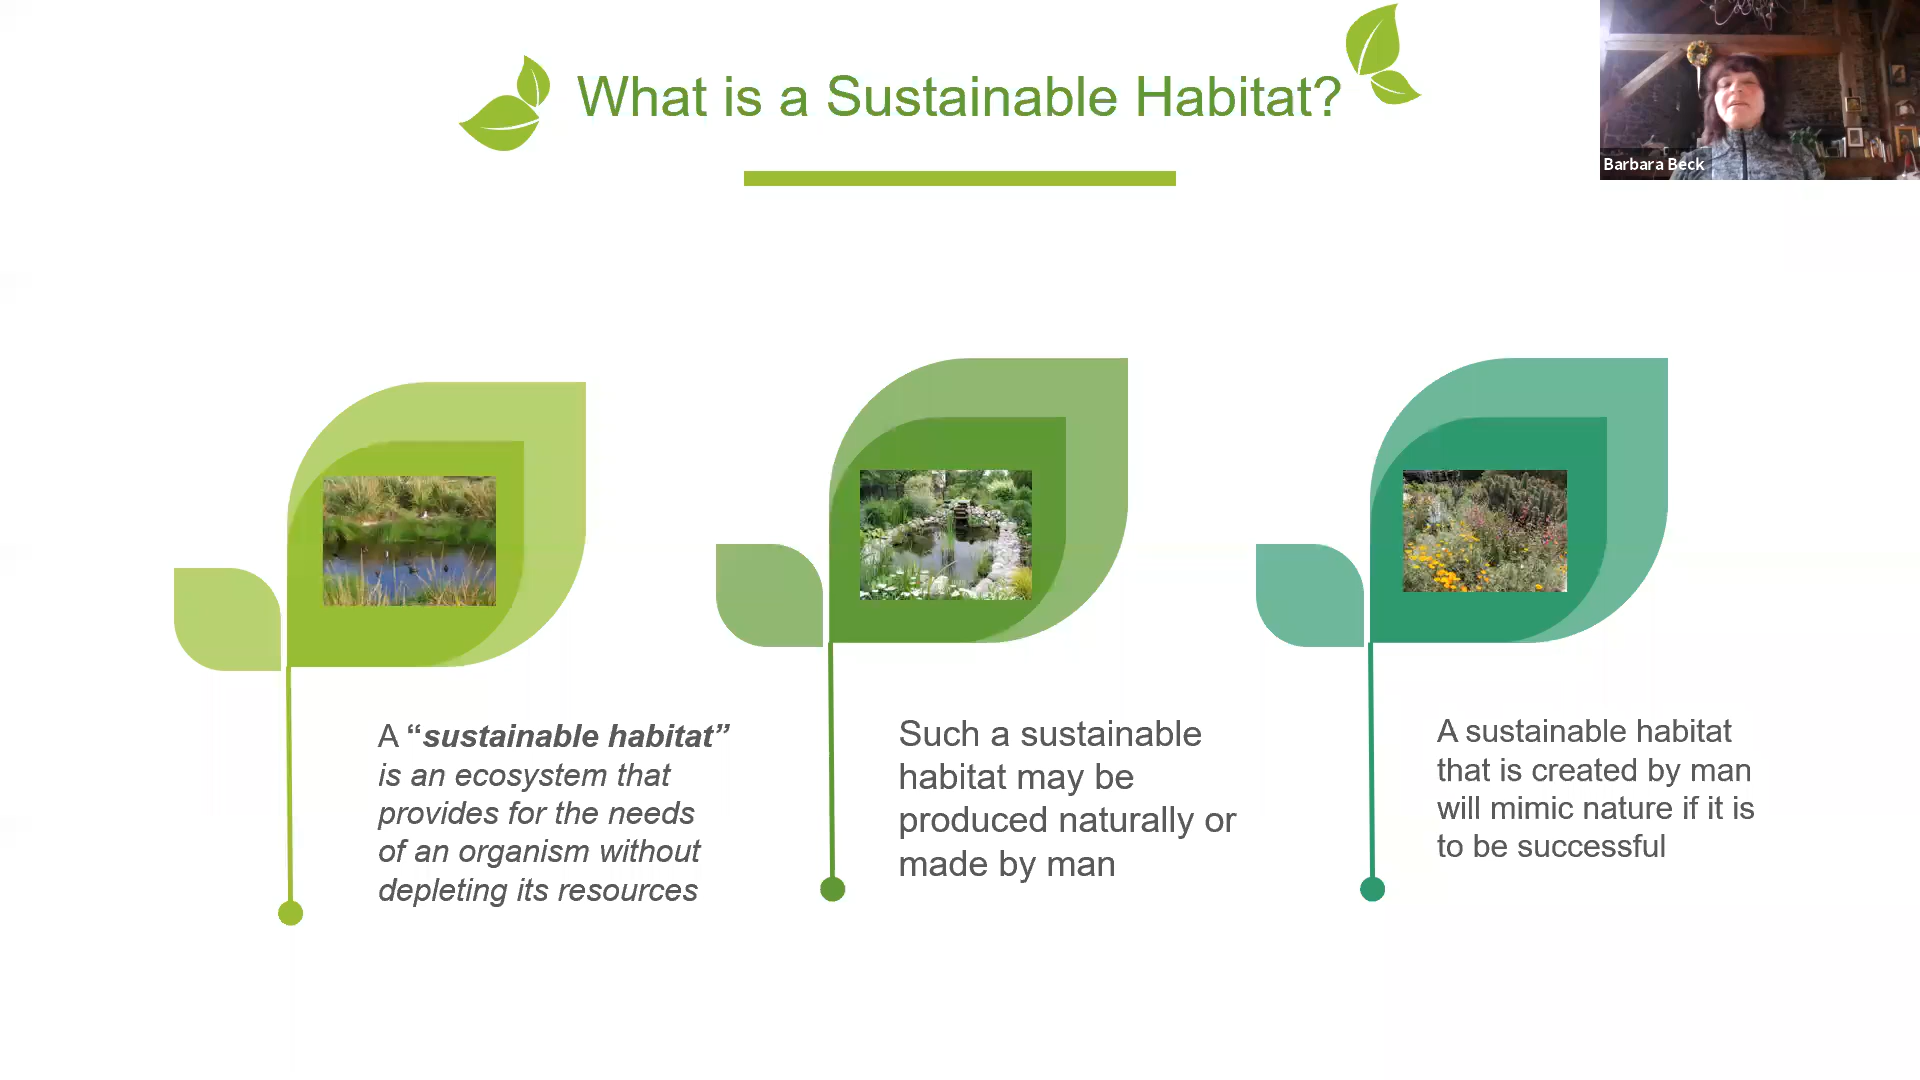 What is a Sustainable Habitat?
Barbara Beck
A “sustainable habitat”
is an ecosystem that
provides for the needs
of an organism without
depleting its resources
Such a sustainable
habitat may be
produced naturally or
made by man
A sustainable habitat
that is created by man
will mimic nature if it is
to be successful